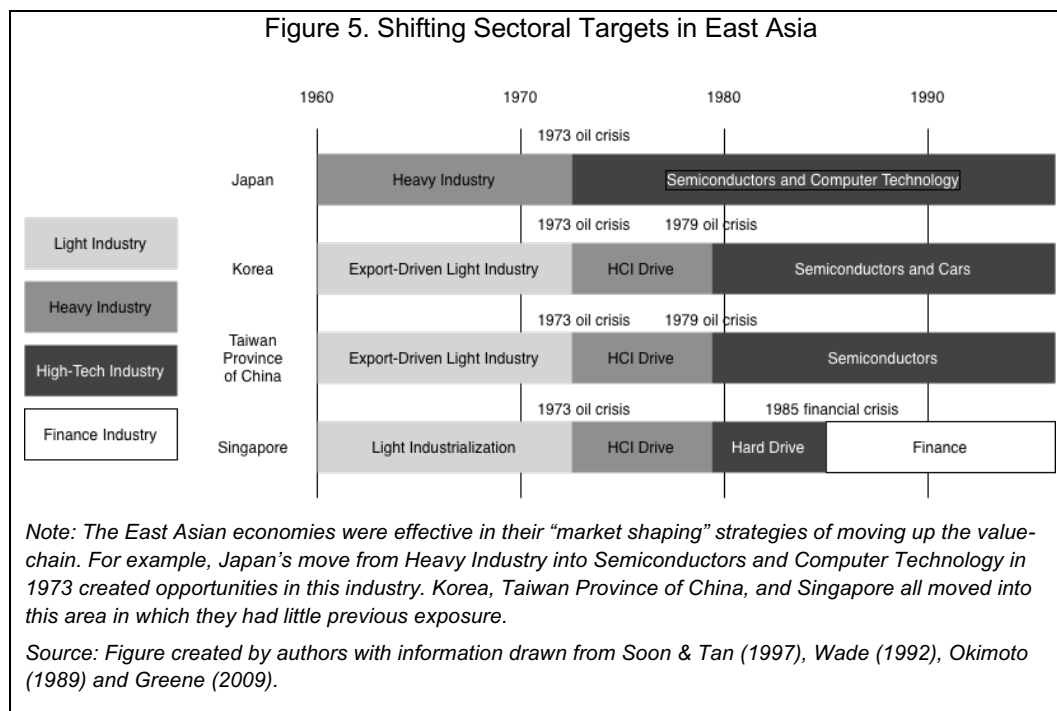 Figure 5. Shifting Sectoral Targets in East Asia
1960 1970 1980 1990
1973 oil crisis
Japan Heavy Industry Semiconductors and Computer Technology
1973 oil crisis 1979 oil crisis
Light Industry
Korea Export-Driven Light Industry HCI Drive Semiconductors and Cars
Heavy Industry
1973 oil crisis 1979 oil crisis
Taiwan
Province
of China
Export-Driven Light Industry HCI Drive Semiconductors
High-Tech Industry
1973 oil crisis 1985 financial crisis
Finance Industry
Singapore Light Industrialization HCI Drive Hard Drive Finance
Note: The East Asian economies were effective in their “market shaping” strategies of moving up the value-
chain. For example, Japan’s move from Heavy Industry into Semiconductors and Computer Technology in
1973 created opportunities in this industry. Korea, Taiwan Province of China, and Singapore all moved into
this area in which they had little previous exposure.
Source: Figure created by authors with information drawn from Soon & Tan (1997), Wade (1992), Okimoto
(1989) and Greene (2009).